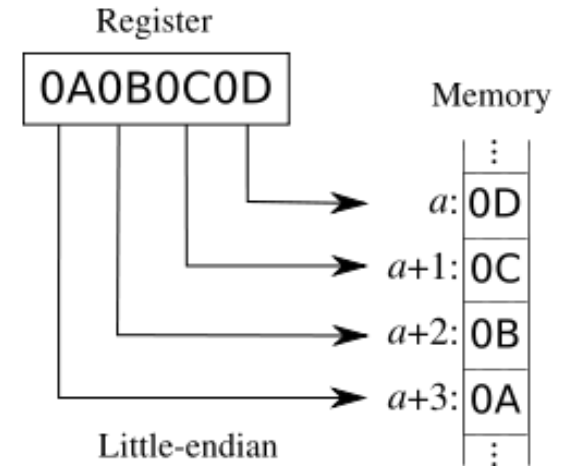 Register
0A0B0C0D
Memory
⋮
a: 0D
a+1: 0C
a+2: 0B
a+3: 0A
⋮
Little-endian